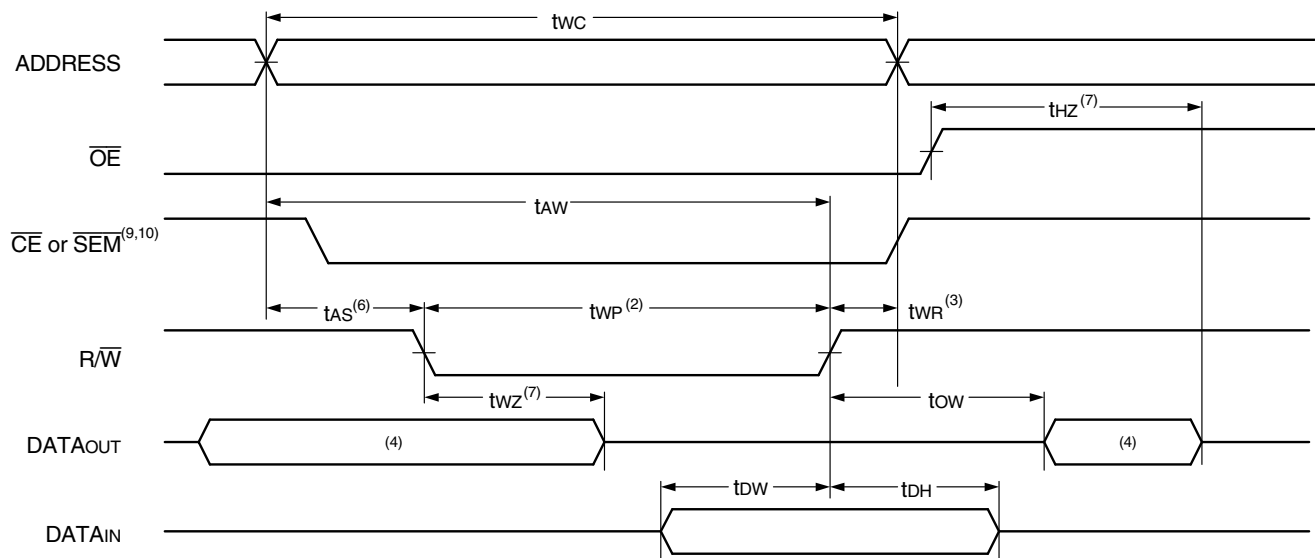 tWC
ADDRESS
tHZ(7)
OE
tAW
CE or SEM(9,10)
tAS(6)
tWP(2)
tWR(3)
R/W
tWZ(7)
tOW
DATAOUT
(4)
(4)
tDW
tDH
DATAIN